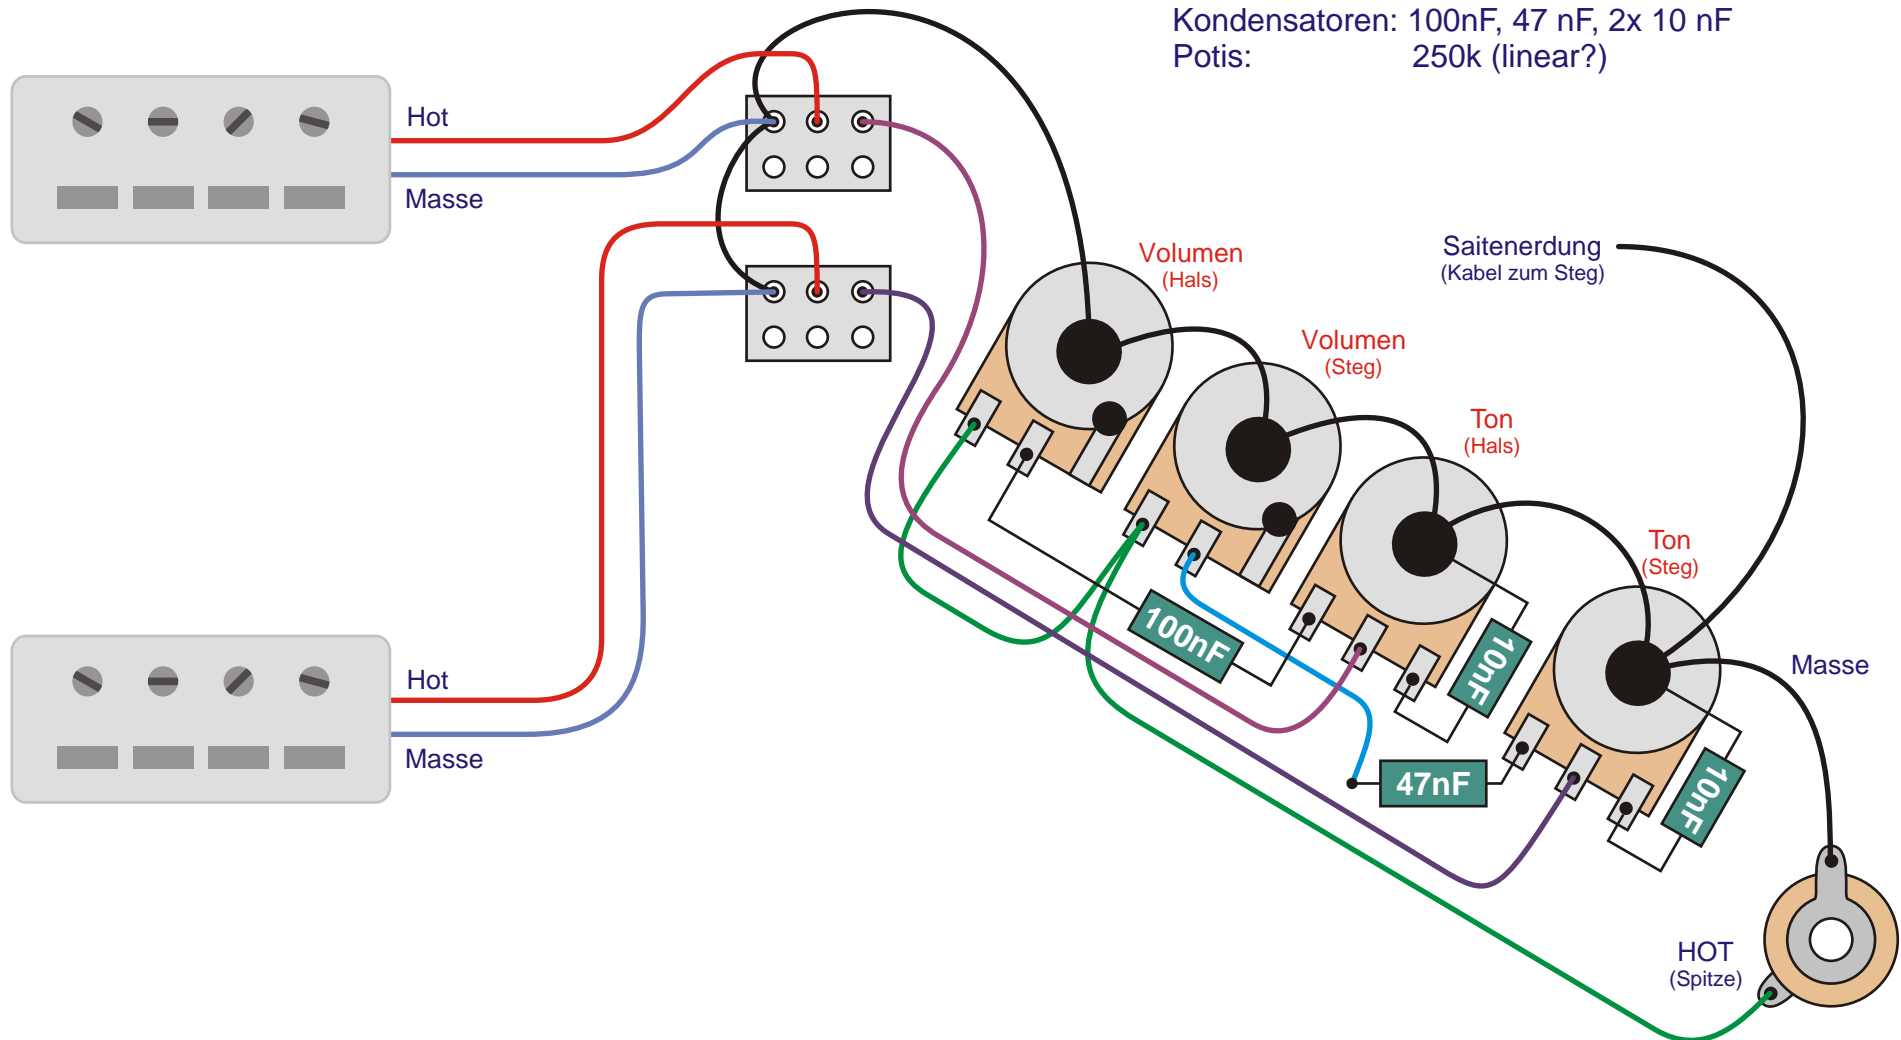 Kondensatoren: 100nF, 47 nF, 2x 10 nF
Potis: 250k (linear?)
Hot
Masse
Volumen
(Hals)
Saitenerdung
(Kabel zum Steg)
Volumen
(Steg)
Ton
(Hals)
Ton
(Steg)
100nF
10nF
Masse
Hot
Masse
47nF
10nF
HOT
(Spitze)